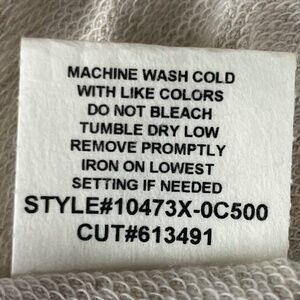 MACHINE WASH COLD
WITH LIKE COLORS
DO NOT BLEACH
TUMBLE DRY LOW
REMOVE PROMPTLY
IRON ON LOWEST
SETTING IF NEEDED
STYLE#10473X-0C500
CUT#613491